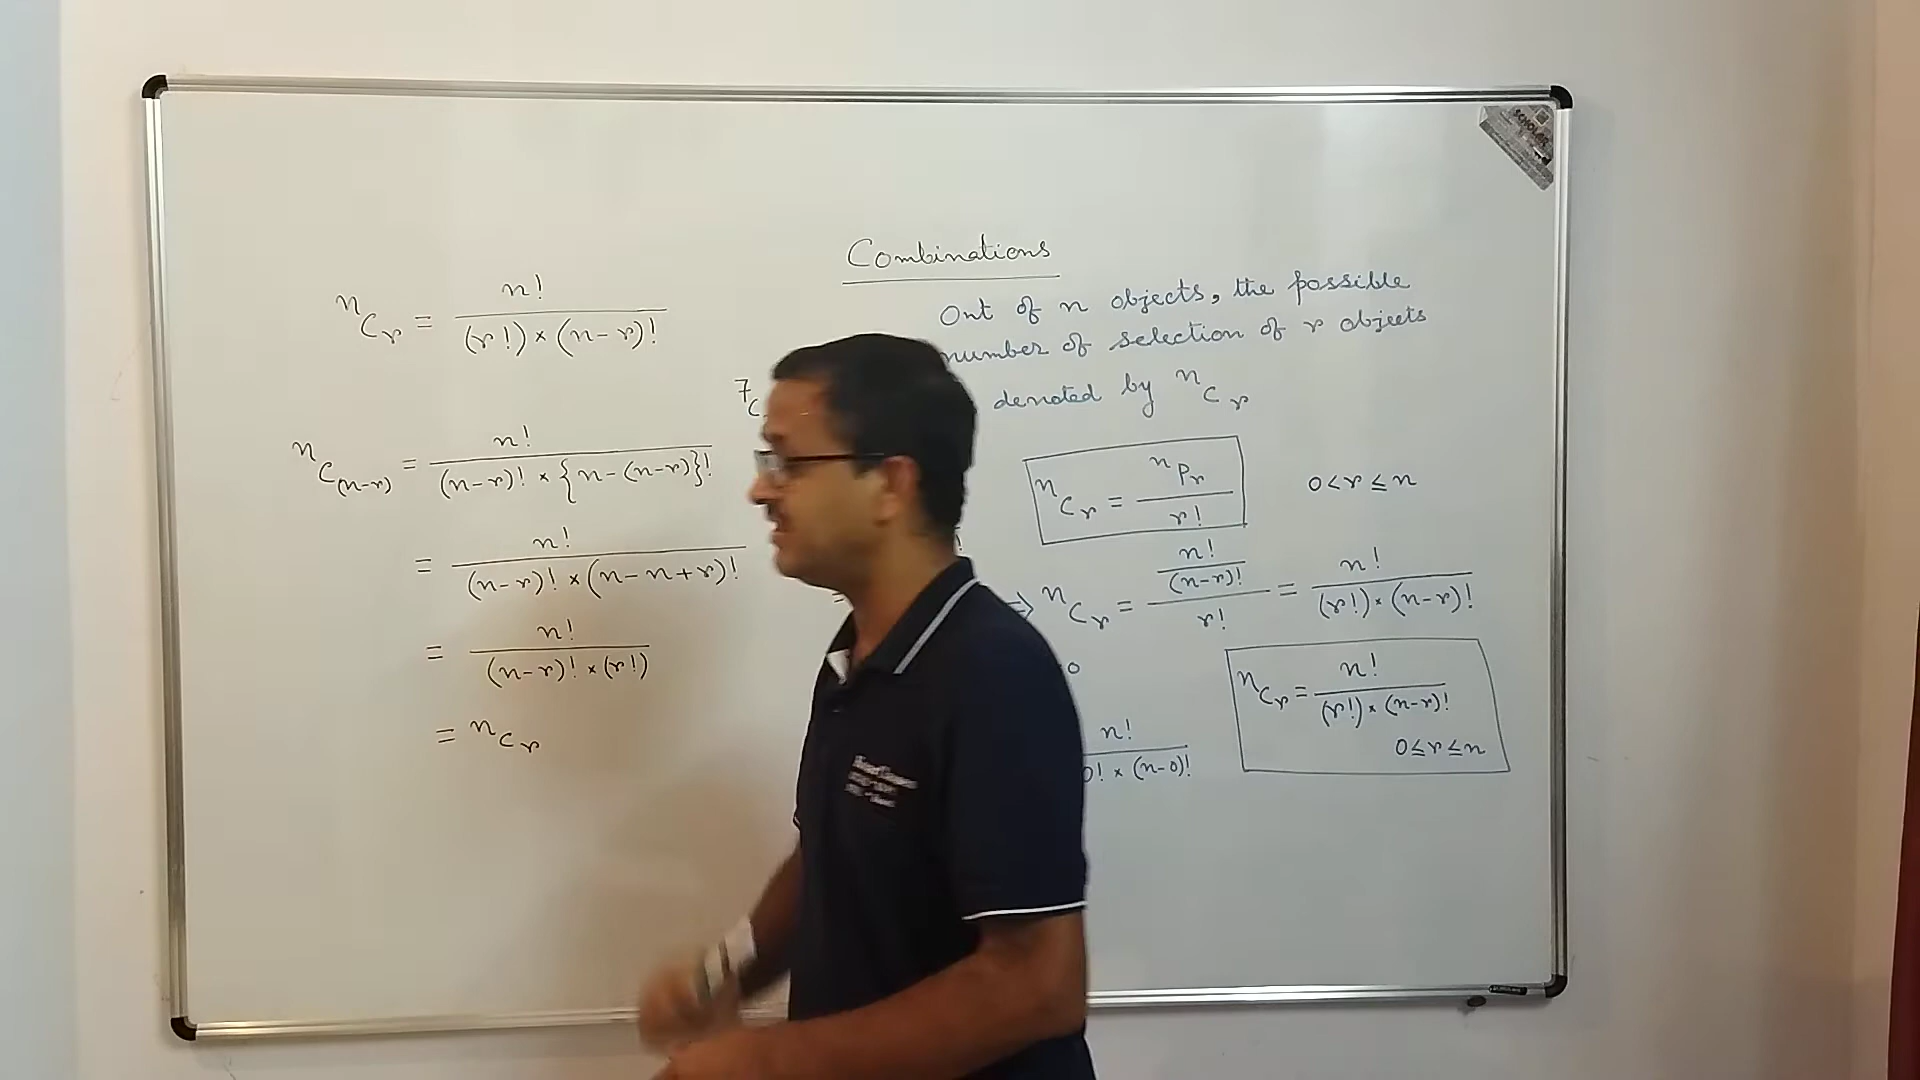 Combinations
Out of n objects, the possible
number of selection of r objects
denoted by ⁿCᵣ
ⁿCᵣ = ⁿPᵣ / r!
0 < r ≤ n
⇒ ⁿCᵣ = (n! / (n-r)!) / r! = n! / ((r!) × (n-r)!)
n! / (0! × (n-0)!)
ⁿCᵣ = n! / ((r!) × (n-r)!)
0 ≤ r ≤ n
ⁿCᵣ = n! / ((r!) × (n-r)!)
⁷C
ⁿC₍ₙ₋ᵣ₎ = n! / ((n-r)! × {n-(n-r)}!)
= n! / ((n-r)! × (n-n+r)!)
= n! / ((n-r)! × (r!))
= ⁿCᵣ